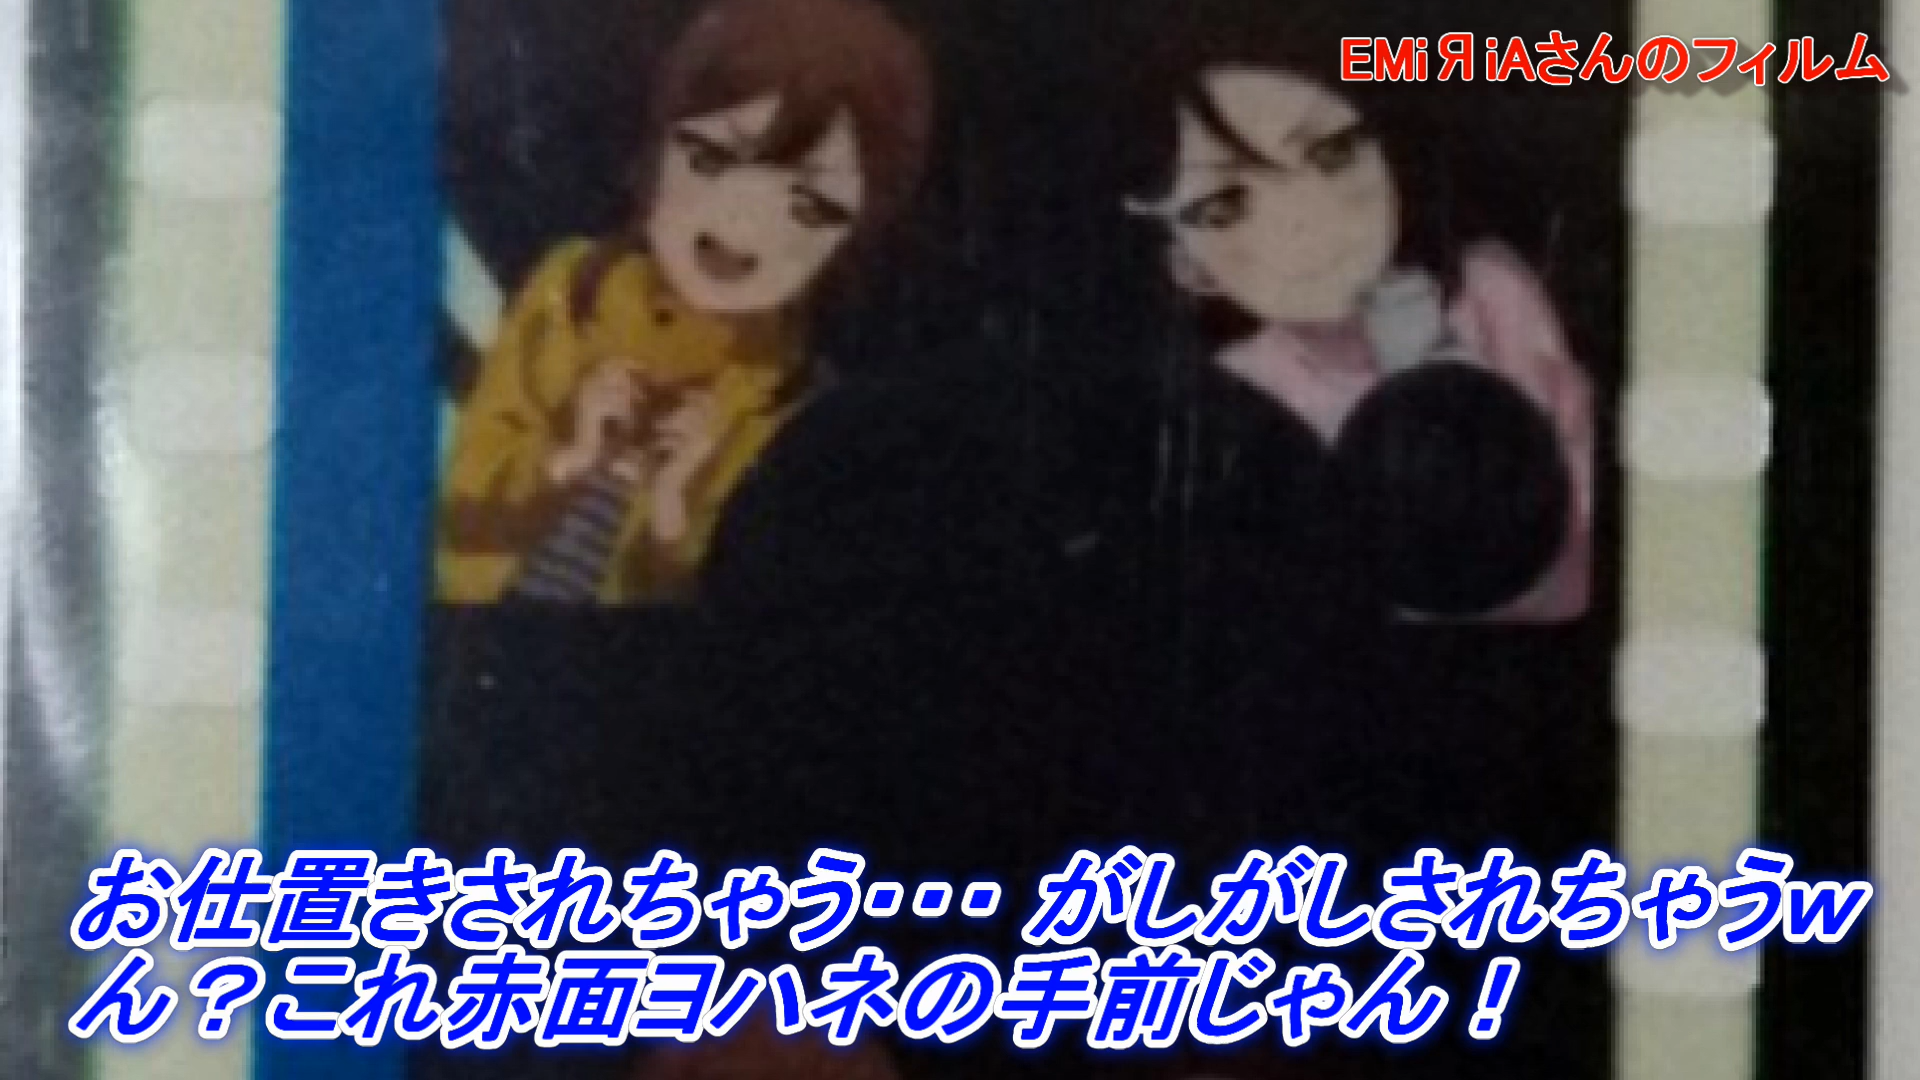 EMiЯiAさんのフィルム
お仕置きされちゃう・・・ がしがしされちゃうw
ん？これ赤面ヨハネの手前じゃん！